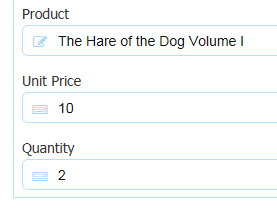 Product
The Hare of the Dog Volume I
Unit Price
10
Quantity
2